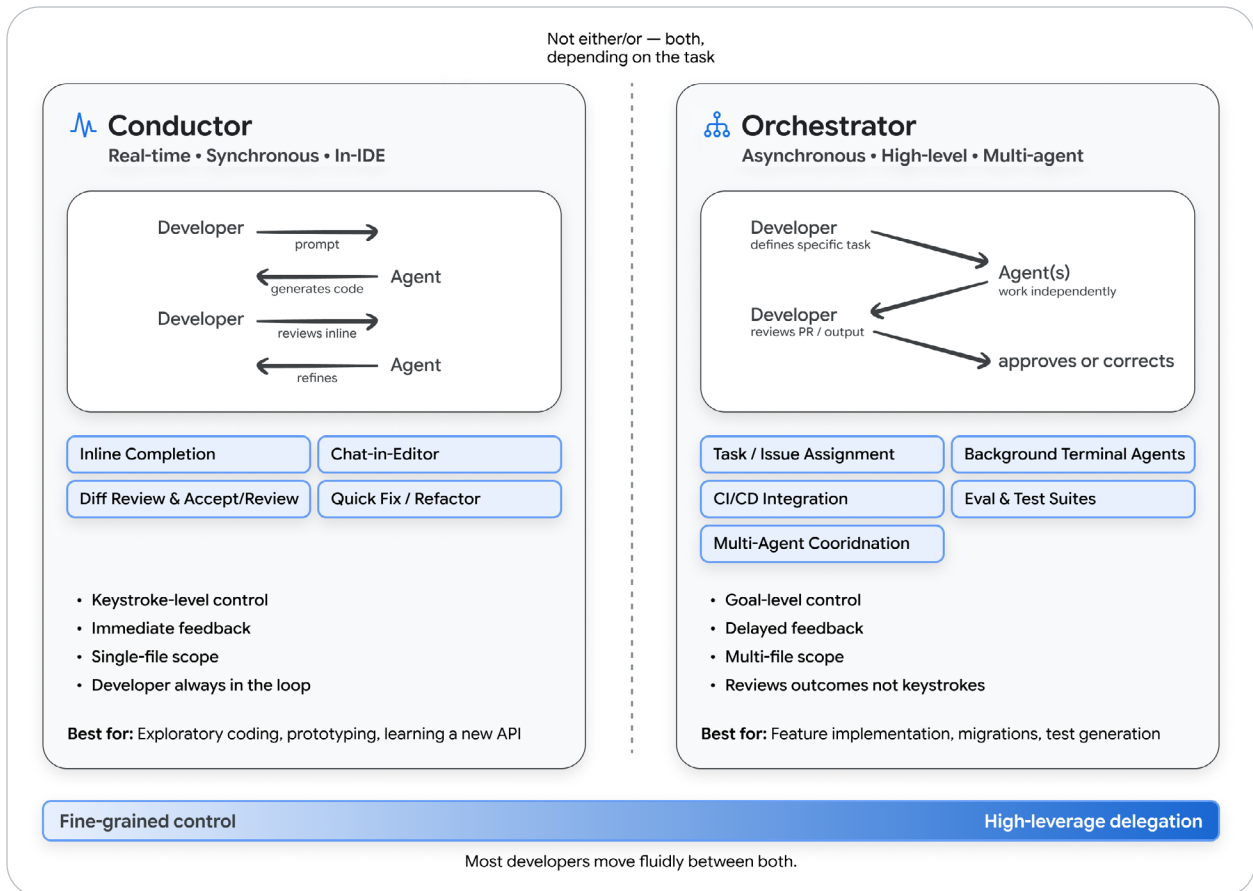 Not either/or — both,
depending on the task
Conductor
Real-time • Synchronous • In-IDE
Developer
prompt
Agent
generates code
Developer
reviews inline
Agent
refines
Inline Completion
Chat-in-Editor
Diff Review & Accept/Review
Quick Fix / Refactor
• Keystroke-level control
• Immediate feedback
• Single-file scope
• Developer always in the loop
Best for: Exploratory coding, prototyping, learning a new API
Orchestrator
Asynchronous • High-level • Multi-agent
Developer
defines specific task
Agent(s)
work independently
Developer
reviews PR / output
approves or corrects
Task / Issue Assignment
Background Terminal Agents
CI/CD Integration
Eval & Test Suites
Multi-Agent Cooridnation
• Goal-level control
• Delayed feedback
• Multi-file scope
• Reviews outcomes not keystrokes
Best for: Feature implementation, migrations, test generation
Fine-grained control
High-leverage delegation
Most developers move fluidly between both.